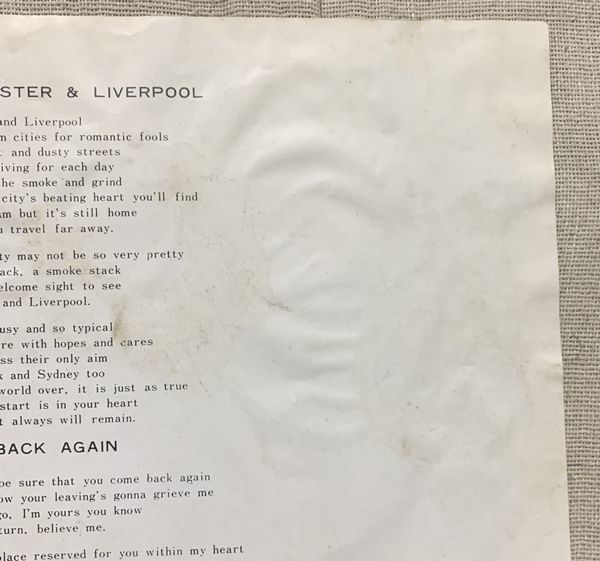 STER & LIVERPOOL
and Liverpool
m cities for romantic fools
and dusty streets
iving for each day
he smoke and grind
city's beating heart you'll find
am but it's still home
u travel far away.
ty may not be so very pretty
ack, a smoke stack
elcome sight to see
and Liverpool.
usy and so typical
re with hopes and cares
ss their only aim
k and Sydney too
world over, it is just as true
start is in your heart
t always will remain.
BACK AGAIN
be sure that you come back again
ow your leaving's gonna grieve me
go, I'm yours you know
turn, believe me.
place reserved for you within my heart